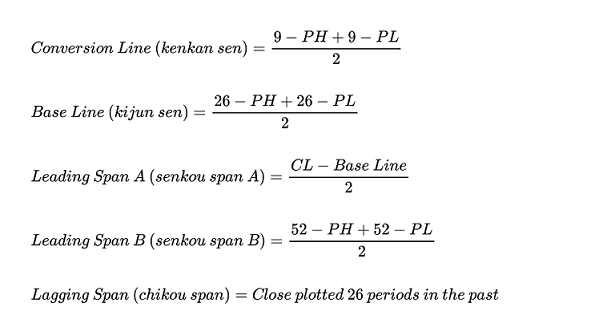 Conversion Line (kenkan sen) = \frac{9 - PH + 9 - PL}{2}
Base Line (kijun sen) = \frac{26 - PH + 26 - PL}{2}
Leading Span A (senkou span A) = \frac{CL - Base Line}{2}
Leading Span B (senkou span B) = \frac{52 - PH + 52 - PL}{2}
Lagging Span (chikou span) = Close plotted 26 periods in the past